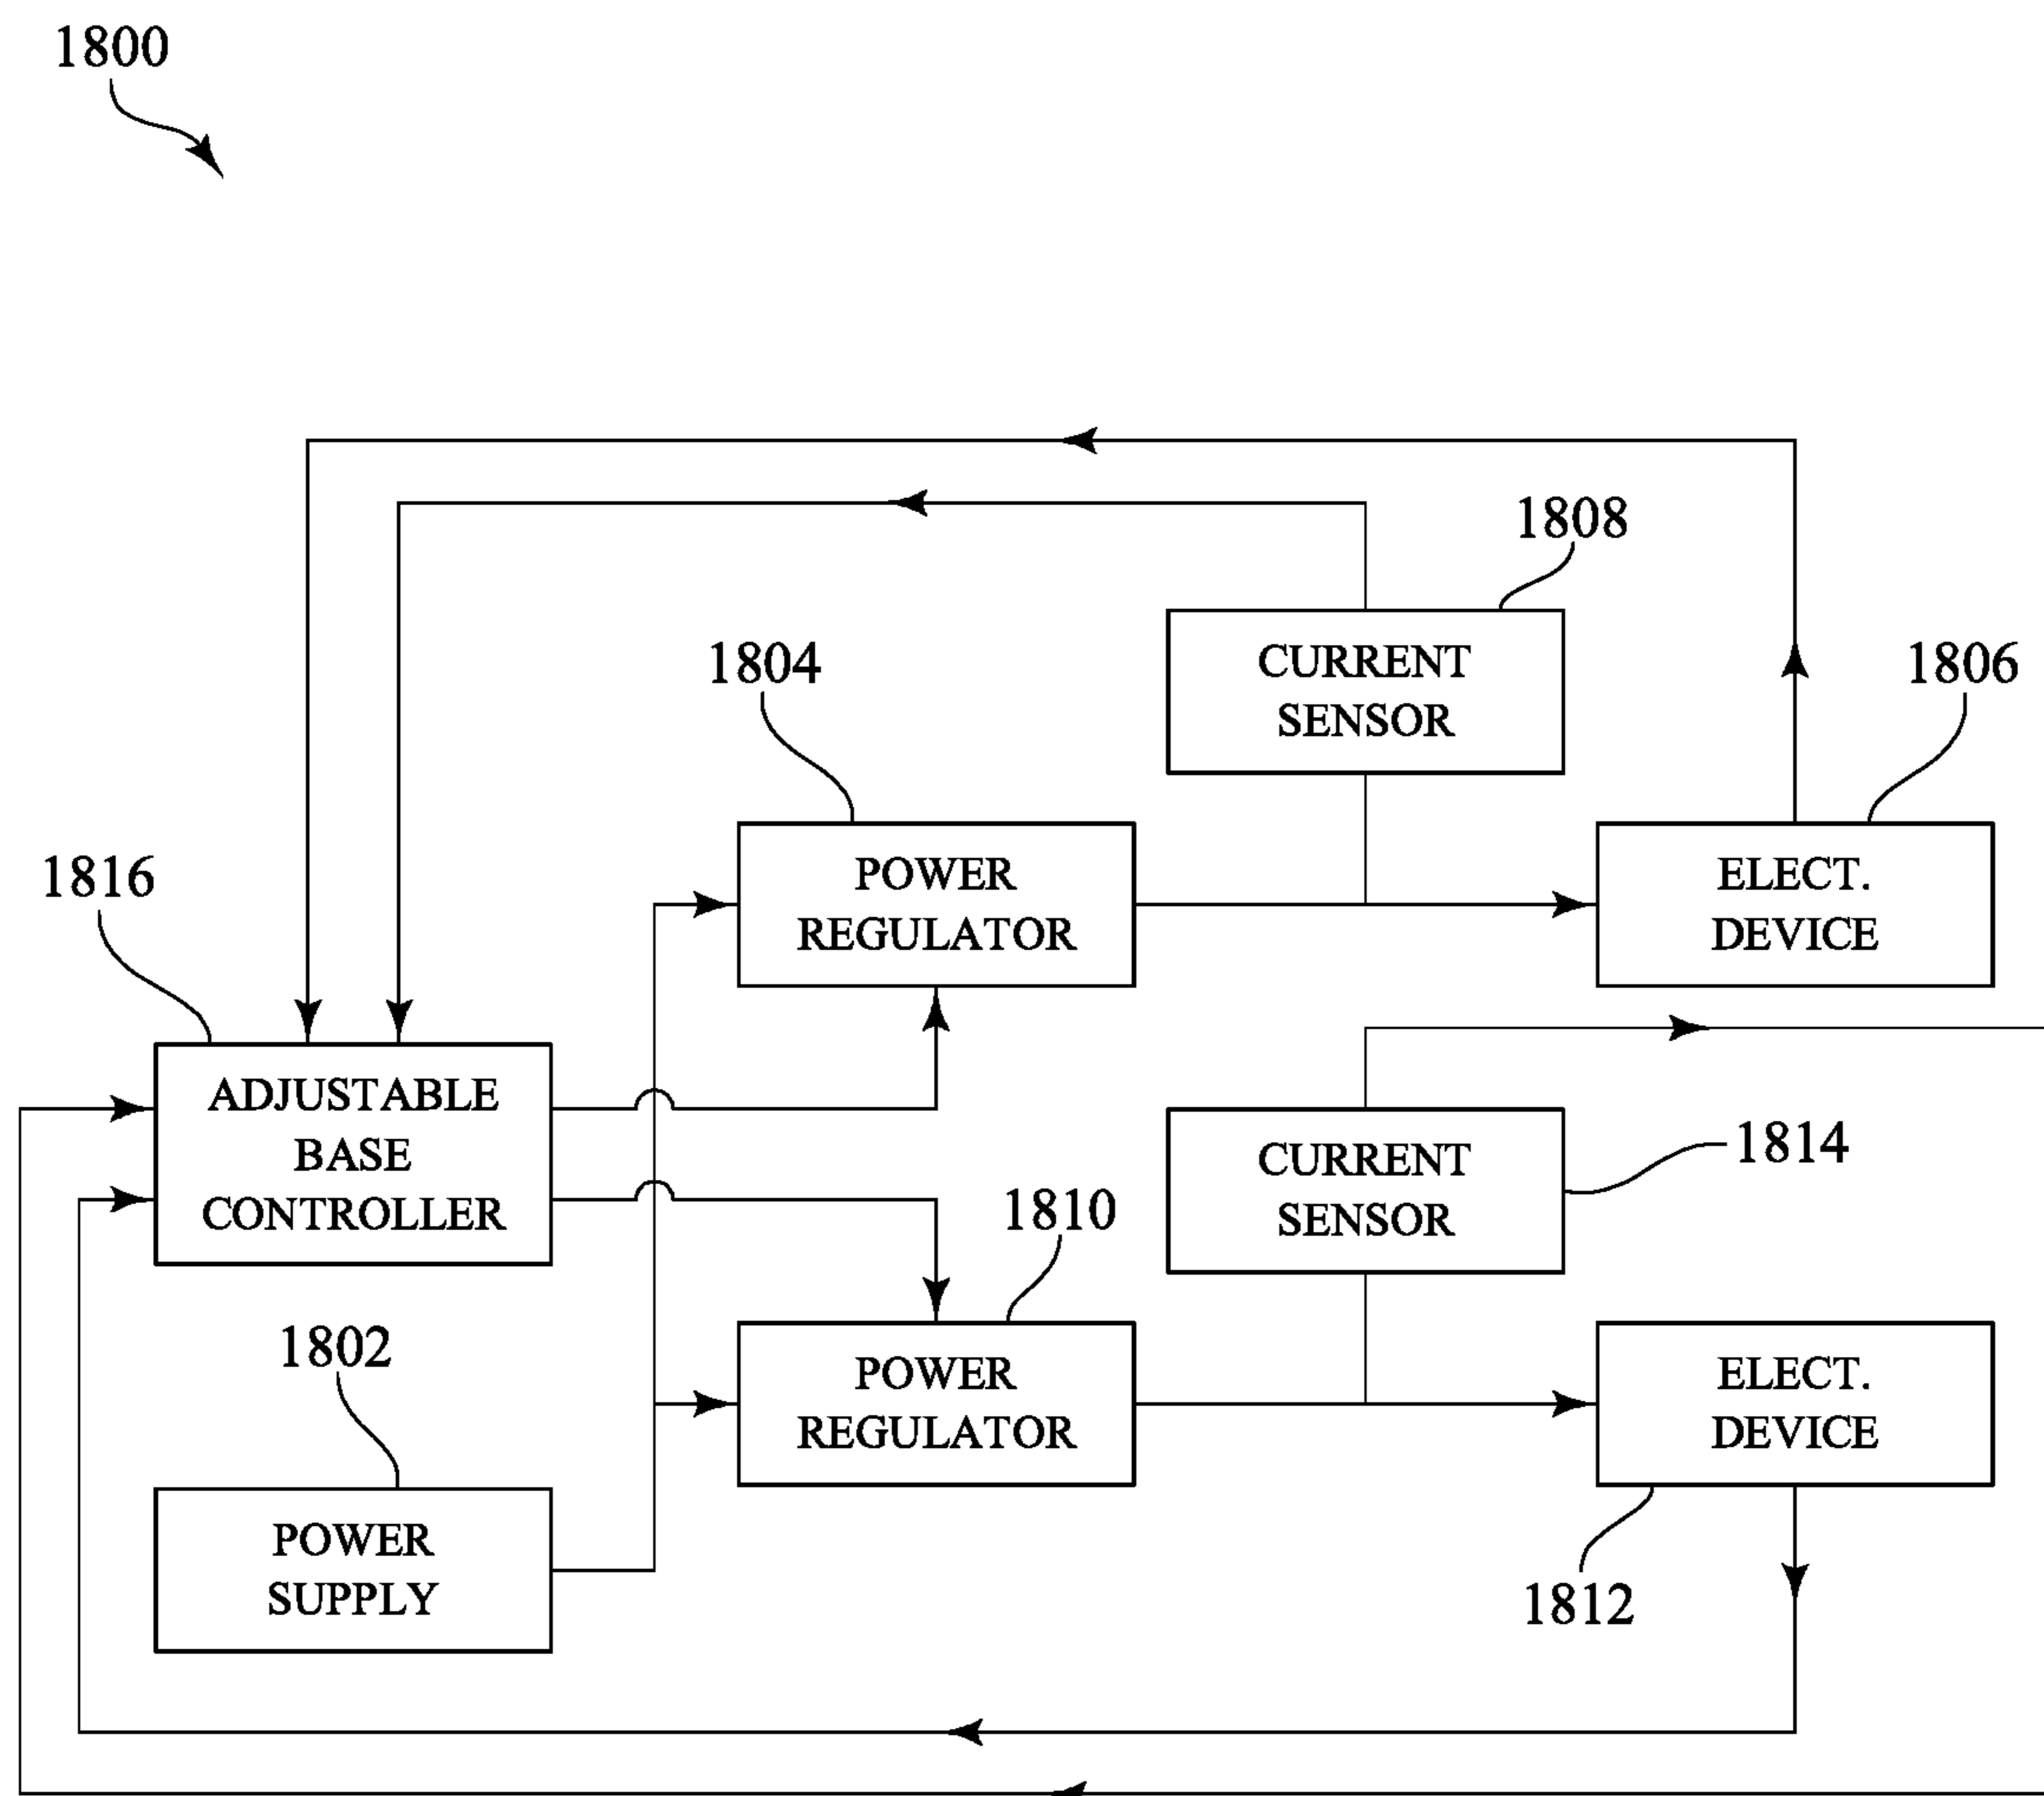 1800
1808
CURRENT
SENSOR
1804
1806
POWER
REGULATOR
ELECT.
DEVICE
1816
ADJUSTABLE
BASE
CONTROLLER
CURRENT
SENSOR
1814
1810
1802
POWER
REGULATOR
ELECT.
DEVICE
POWER
SUPPLY
1812